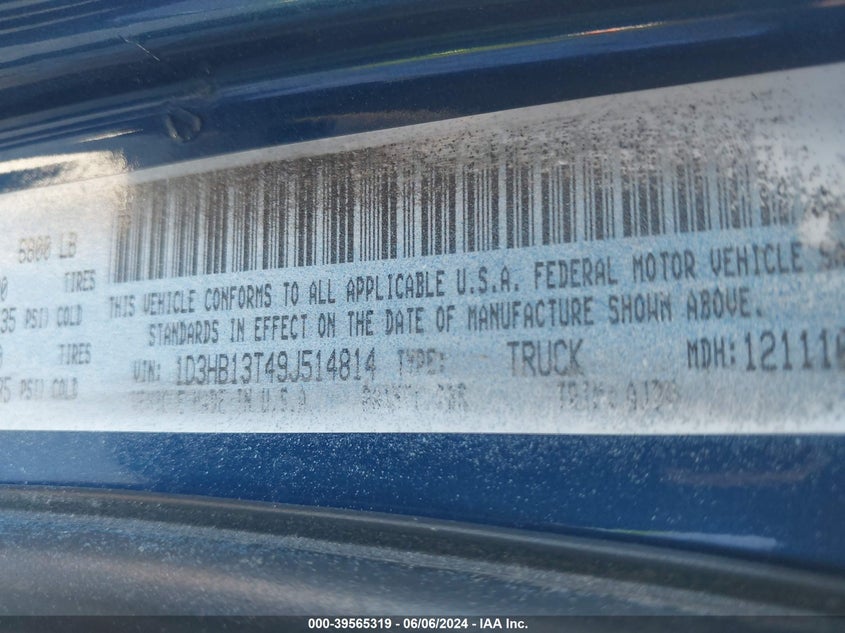 5800 LB
TIRES
35 PSI) COLD
TIRES
PSI) COLD
THIS VEHICLE CONFORMS TO ALL APPLICABLE U.S.A. FEDERAL MOTOR VEHICLE
STANDARDS IN EFFECT ON THE DATE OF MANUFACTURE SHOWN ABOVE.
VIN: 1D3HB13T49J514814 TYPE: TRUCK MDH: 12111
MADE IN U.S.A
000-39565319 / 06/06/2024 - IAA Inc.